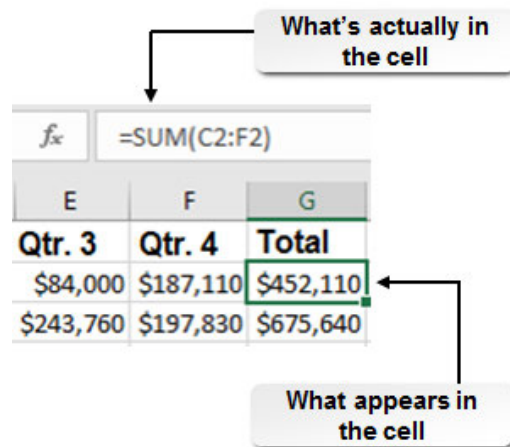 What's actually in
the cell
fx =SUM(C2:F2)
E F G
Qtr. 3 Qtr. 4 Total
$84,000 $187,110 $452,110
$243,760 $197,830 $675,640
What appears in
the cell